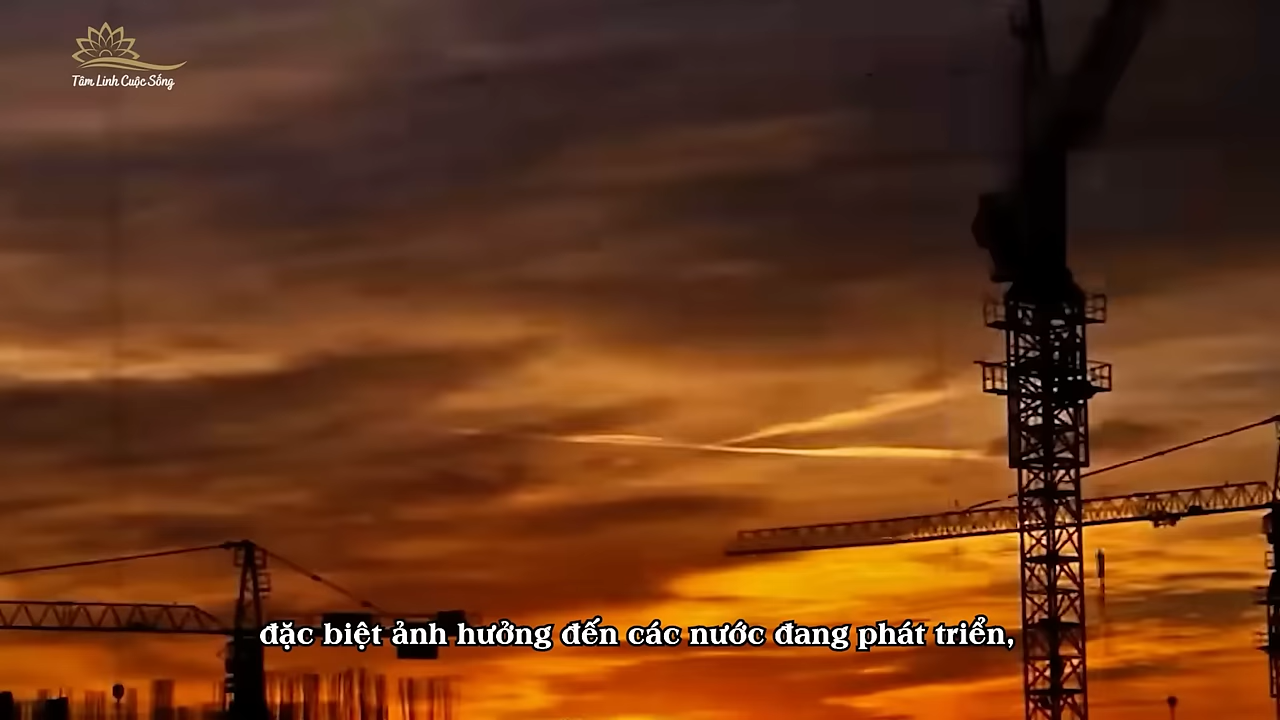 Tâm Linh Cuộc Sống
đặc biệt ảnh hưởng đến các nước đang phát triển,